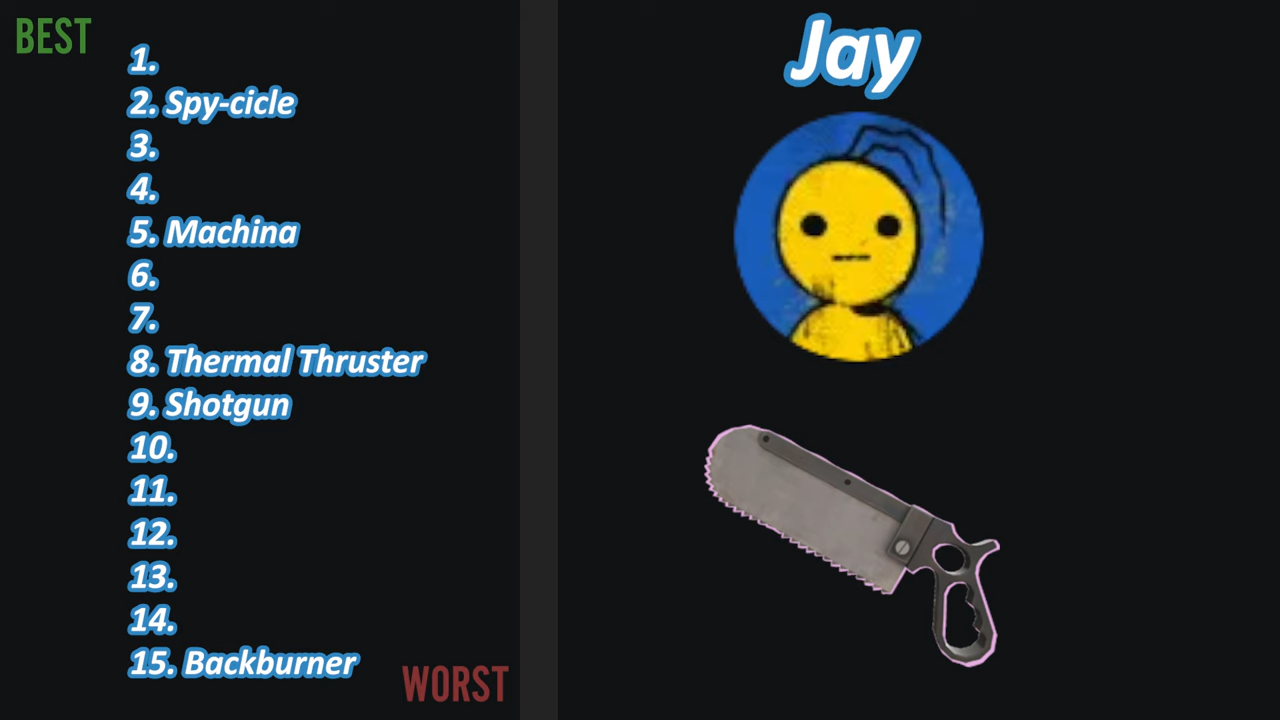 BEST
1.
2. Spy-cicle
3.
4.
5. Machina
6.
7.
8. Thermal Thruster
9. Shotgun
10.
11.
12.
13.
14.
15. Backburner
WORST
Jay